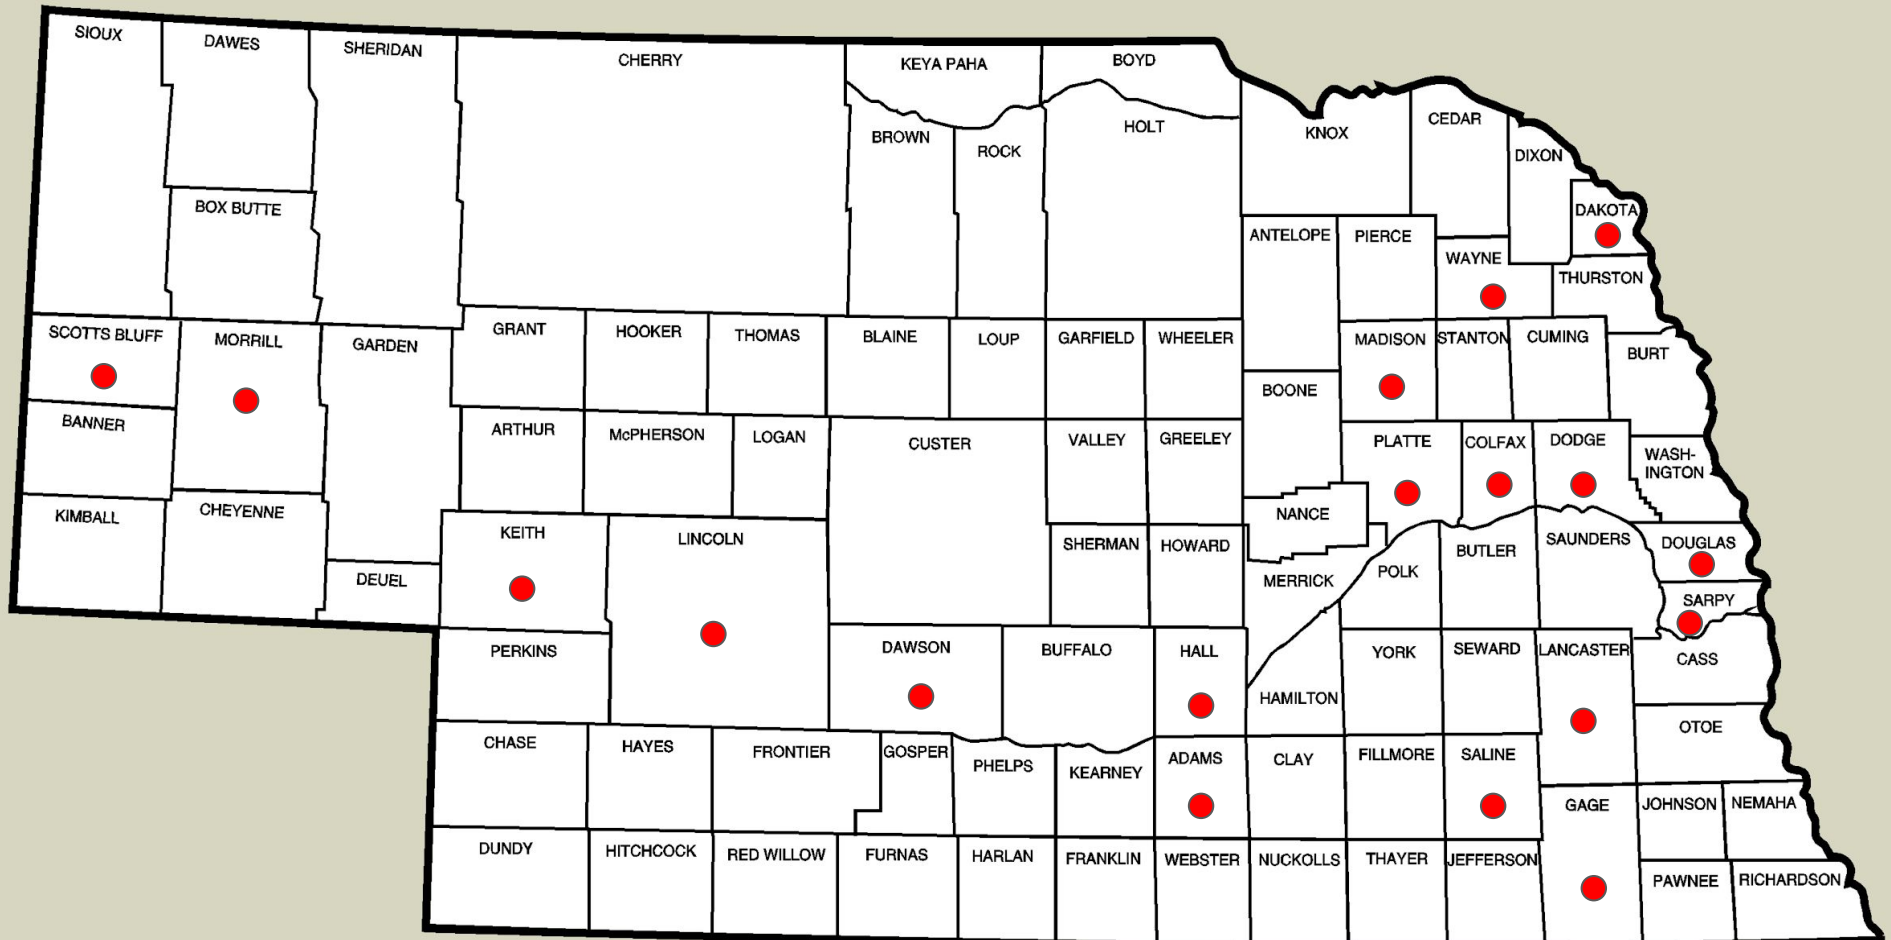 SIOUX
DAWES
SHERIDAN
CHERRY
KEYA PAHA
BOYD
BROWN
ROCK
HOLT
KNOX
CEDAR
DIXON
DAKOTA
BOX BUTTE
ANTELOPE
PIERCE
WAYNE
THURSTON
SCOTTS BLUFF
MORRILL
GARDEN
GRANT
HOOKER
THOMAS
BLAINE
LOUP
GARFIELD
WHEELER
MADISON
STANTON
CUMING
BURT
BOONE
BANNER
ARTHUR
McPHERSON
LOGAN
CUSTER
VALLEY
GREELEY
PLATTE
COLFAX
DODGE
WASH-
INGTON
KIMBALL
CHEYENNE
NANCE
KEITH
LINCOLN
SHERMAN
HOWARD
MERRICK
POLK
BUTLER
SAUNDERS
DOUGLAS
DEUEL
SARPY
PERKINS
DAWSON
BUFFALO
HALL
HAMILTON
YORK
SEWARD
LANCASTER
CASS
OTOE
CHASE
HAYES
FRONTIER
GOSPER
PHELPS
KEARNEY
ADAMS
CLAY
FILLMORE
SALINE
GAGE
JOHNSON
NEMAHA
DUNDY
HITCHCOCK
RED WILLOW
FURNAS
HARLAN
FRANKLIN
WEBSTER
NUCKOLLS
THAYER
JEFFERSON
PAWNEE
RICHARDSON